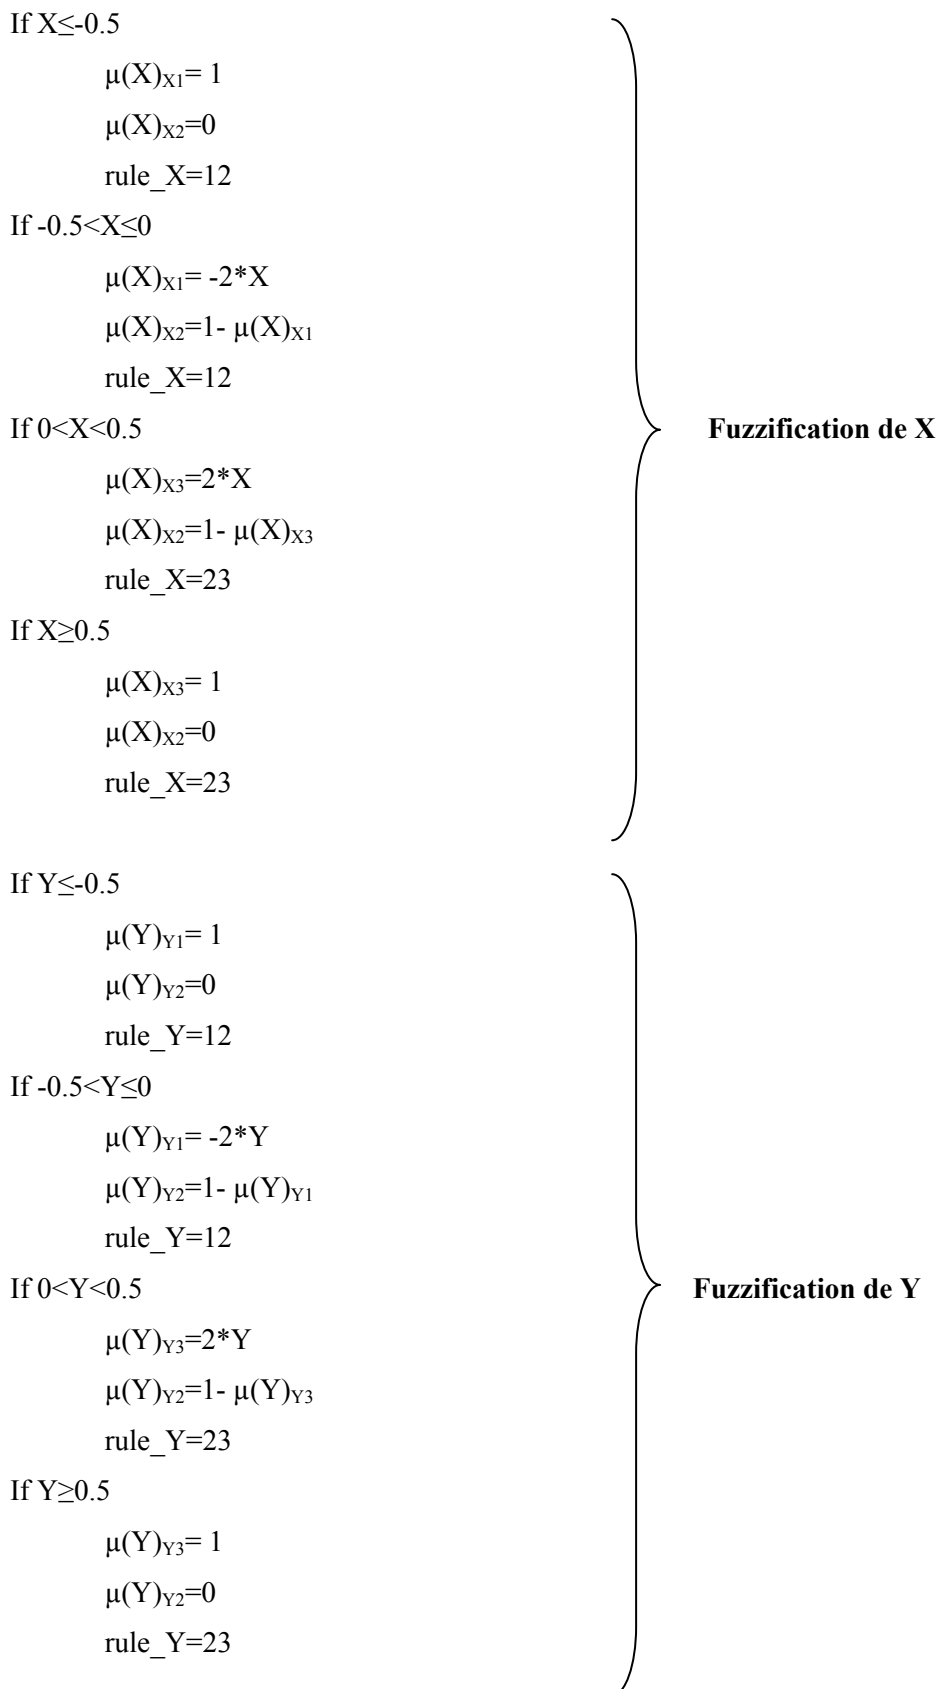 If X≤-0.5
µ(X)X1= 1
µ(X)X2=0
rule_X=12
If -0.5<X≤0
µ(X)X1= -2*X
µ(X)X2=1- µ(X)X1
rule_X=12
If 0<X<0.5
Fuzzification de X
µ(X)X3=2*X
µ(X)X2=1- µ(X)X3
rule_X=23
If X≥0.5
µ(X)X3= 1
µ(X)X2=0
rule_X=23
If Y≤-0.5
µ(Y)Y1= 1
µ(Y)Y2=0
rule_Y=12
If -0.5<Y≤0
µ(Y)Y1= -2*Y
µ(Y)Y2=1- µ(Y)Y1
rule_Y=12
If 0<Y<0.5
Fuzzification de Y
µ(Y)Y3=2*Y
µ(Y)Y2=1- µ(Y)Y3
rule_Y=23
If Y≥0.5
µ(Y)Y3= 1
µ(Y)Y2=0
rule_Y=23